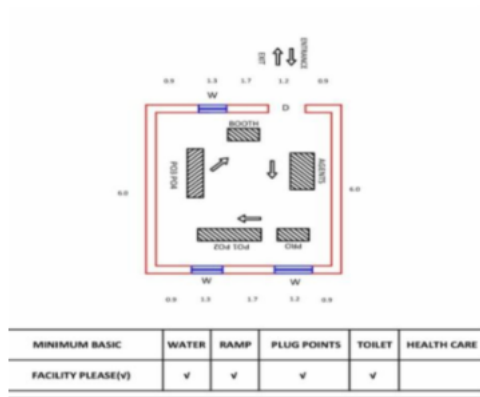 EXIT ENTRANCE
0.9 1.3 1.7 1.2 0.9
W
D
BOOTH
PO3 PO4
AGENTS
6.0 6.0
PO1 PO2 PRO
W W
0.9 1.3 1.7 1.2 0.9
MINIMUM BASIC WATER RAMP PLUG POINTS TOILET HEALTH CARE
FACILITY PLEASE(√) √ √ √ √